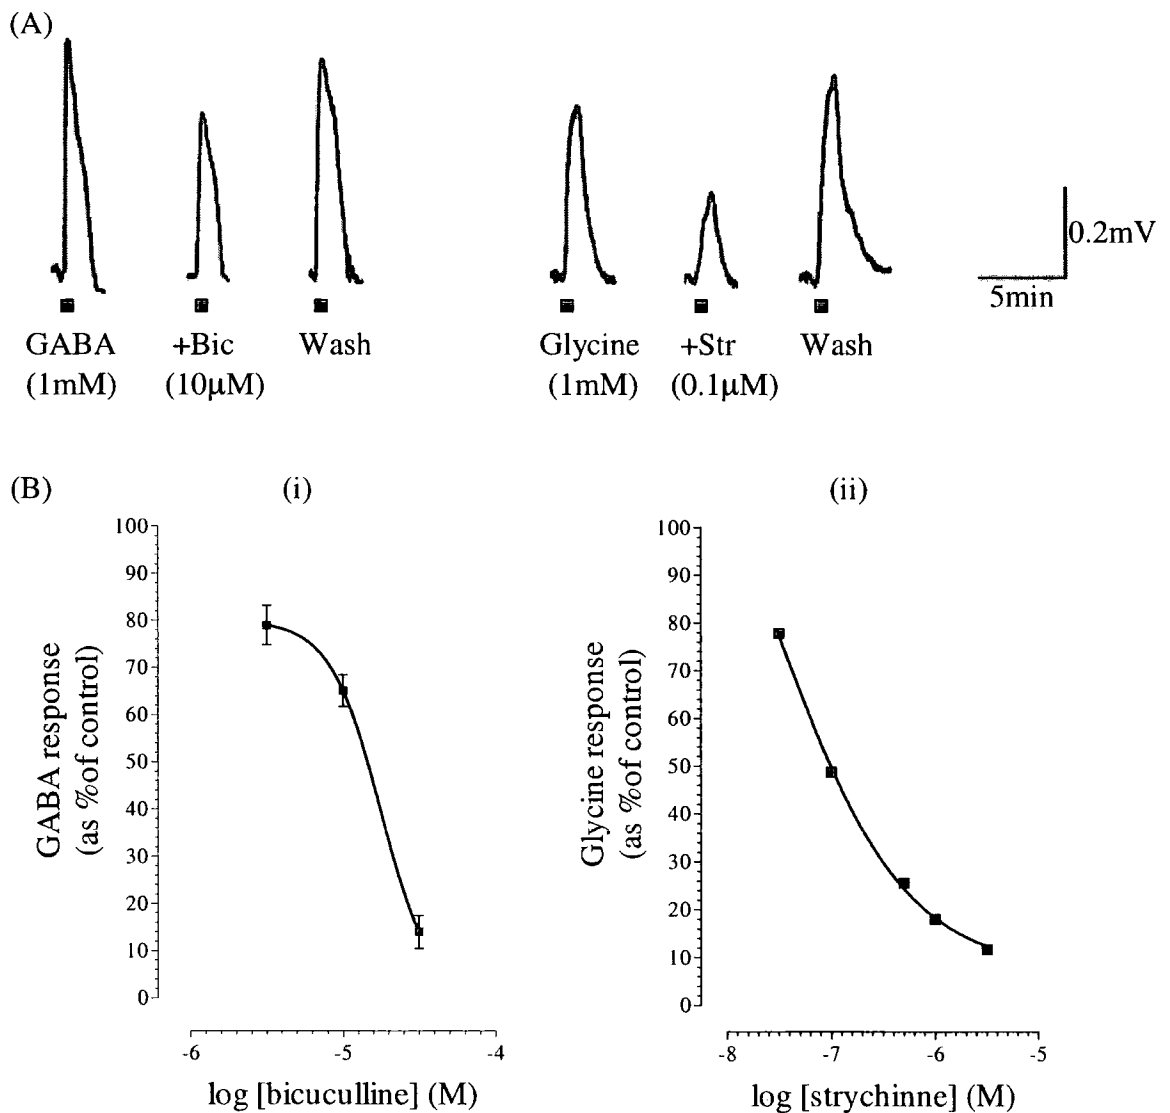 (A)
0.2mV
5min
GABA +Bic Wash Glycine +Str Wash
(1mM) (10µM) (1mM) (0.1µM)
(B) (i) (ii)
100
90
80
70
60
50
40
30
20
10
0
GABA response
(as %of control)
-6 -5 -4
log [bicuculline] (M)
100
90
80
70
60
50
40
30
20
10
0
Glycine response
(as %of control)
-8 -7 -6 -5
log [strychinne] (M)